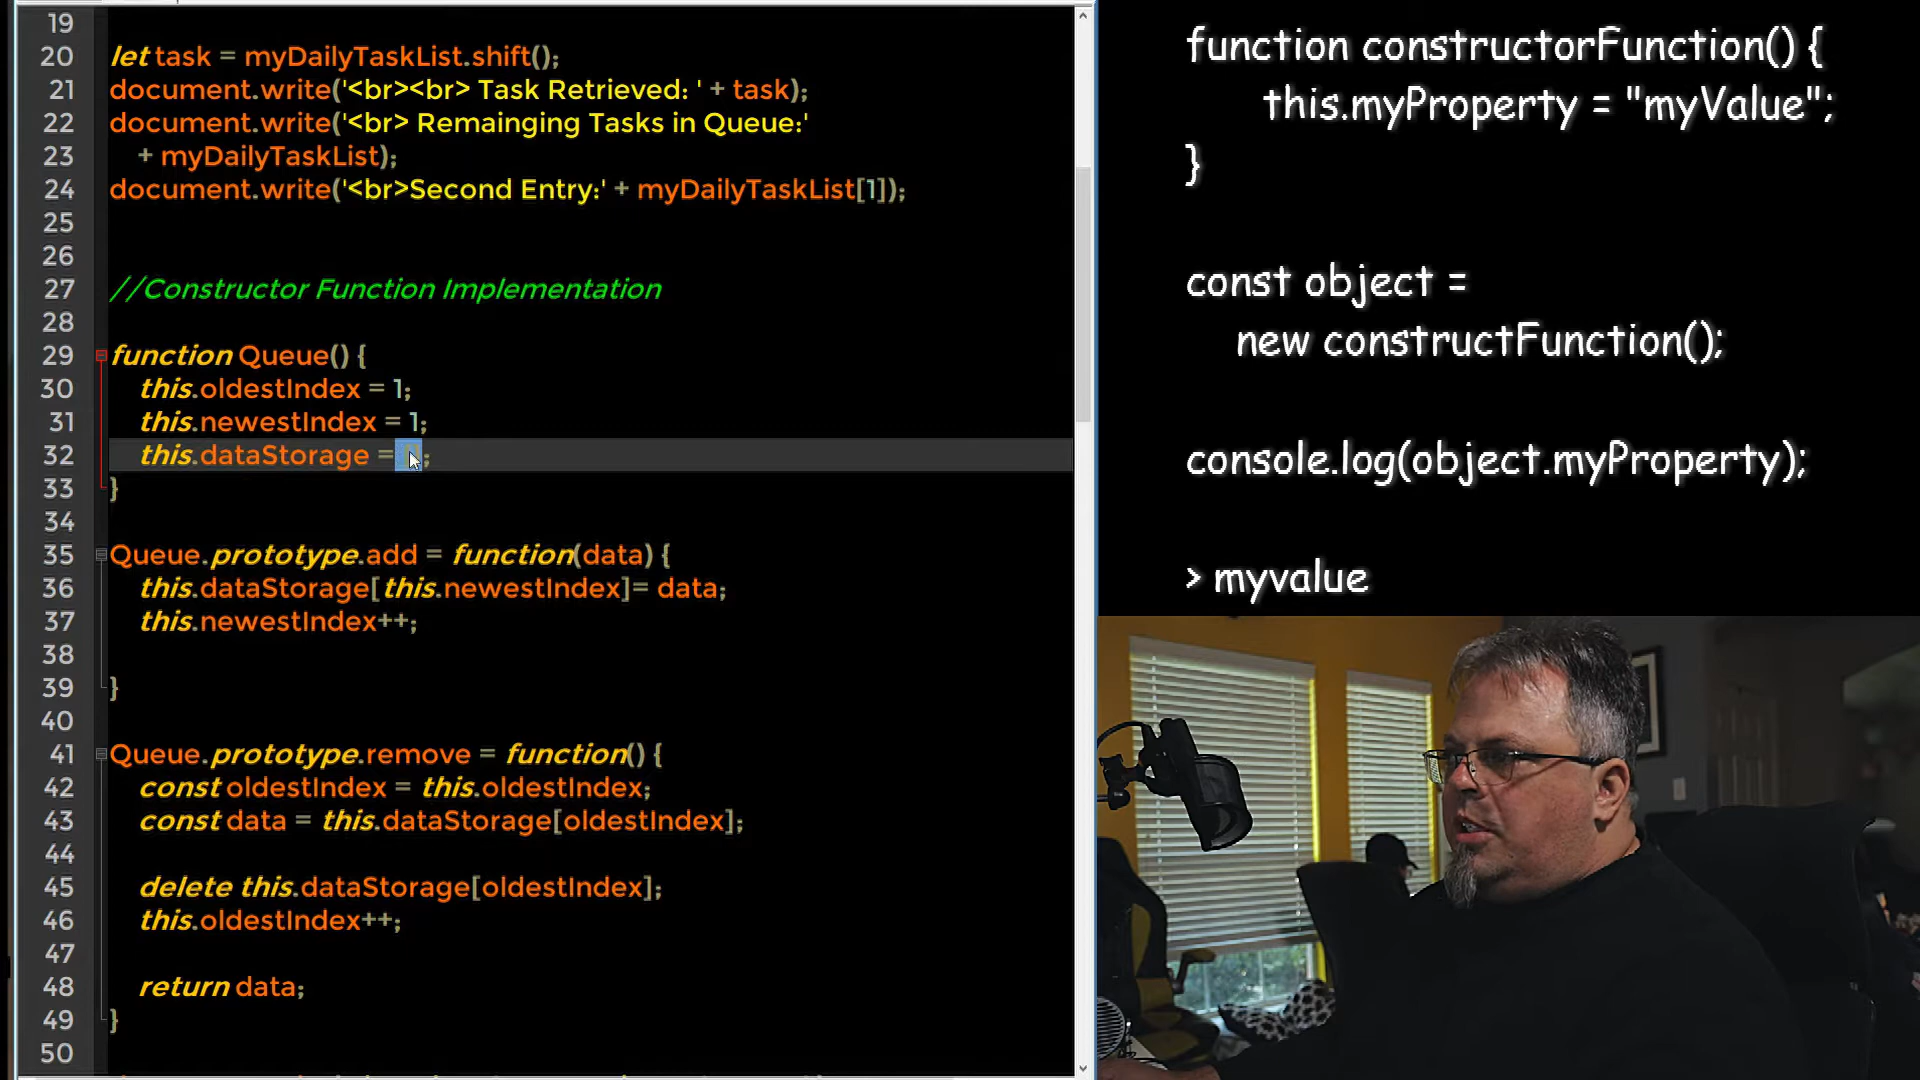 19
20 let task = myDailyTaskList.shift();
21 document.write('<br><br> Task Retrieved: ' + task);
22 document.write('<br> Remainging Tasks in Queue:'
23 + myDailyTaskList);
24 document.write('<br>Second Entry:' + myDailyTaskList[1]);
25
26
27 //Constructor Function Implementation
28
29 function Queue() {
30 this.oldestIndex = 1;
31 this.newestIndex = 1;
32 this.dataStorage = ;
33 }
34
35 Queue.prototype.add = function(data) {
36 this.dataStorage[this.newestIndex]= data;
37 this.newestIndex++;
38
39 }
40
41 Queue.prototype.remove = function() {
42 const oldestIndex = this.oldestIndex;
43 const data = this.dataStorage[oldestIndex];
44
45 delete this.dataStorage[oldestIndex];
46 this.oldestIndex++;
47
48 return data;
49 }
50
function constructorFunction() {
this.myProperty = "myValue";
}
const object =
new constructFunction();
console.log(object.myProperty);
> myvalue